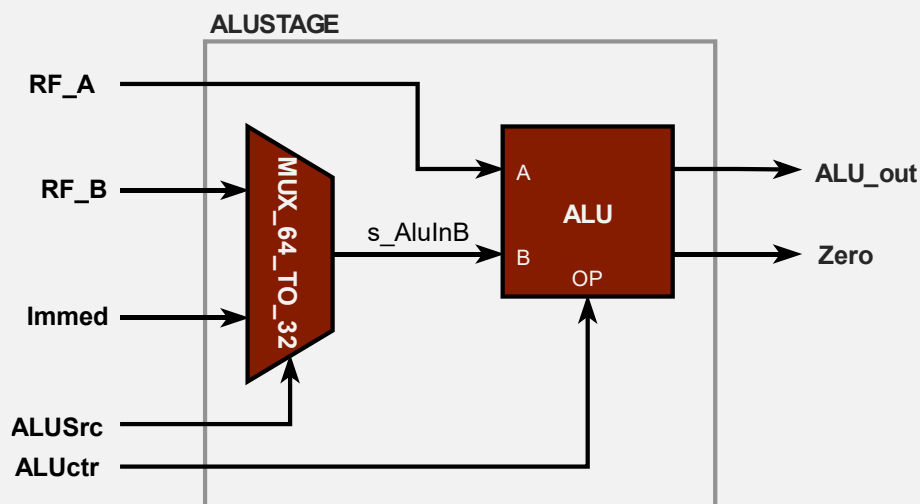 ALUSTAGE
RF_A
RF_B
Immed
ALUSrc
ALUctr
MUX_64_TO_32
s_AluInB
A
B
ALU
OP
ALU_out
Zero